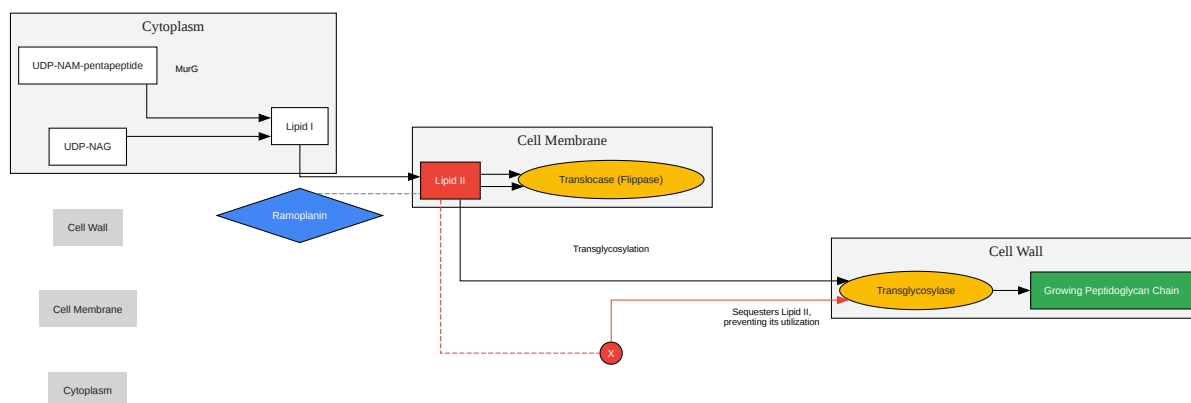 Cytoplasm
UDP-NAM-pentapeptide
MurG
Lipid I
UDP-NAG
Cell Membrane
Lipid II
Translocase (Flippase)
Ramoplanin
Cell Wall
Transglycosylation
Cell Wall
Transglycosylase
Growing Peptidoglycan Chain
Cell Membrane
Sequesters Lipid II,
preventing its utilization
X
Cytoplasm